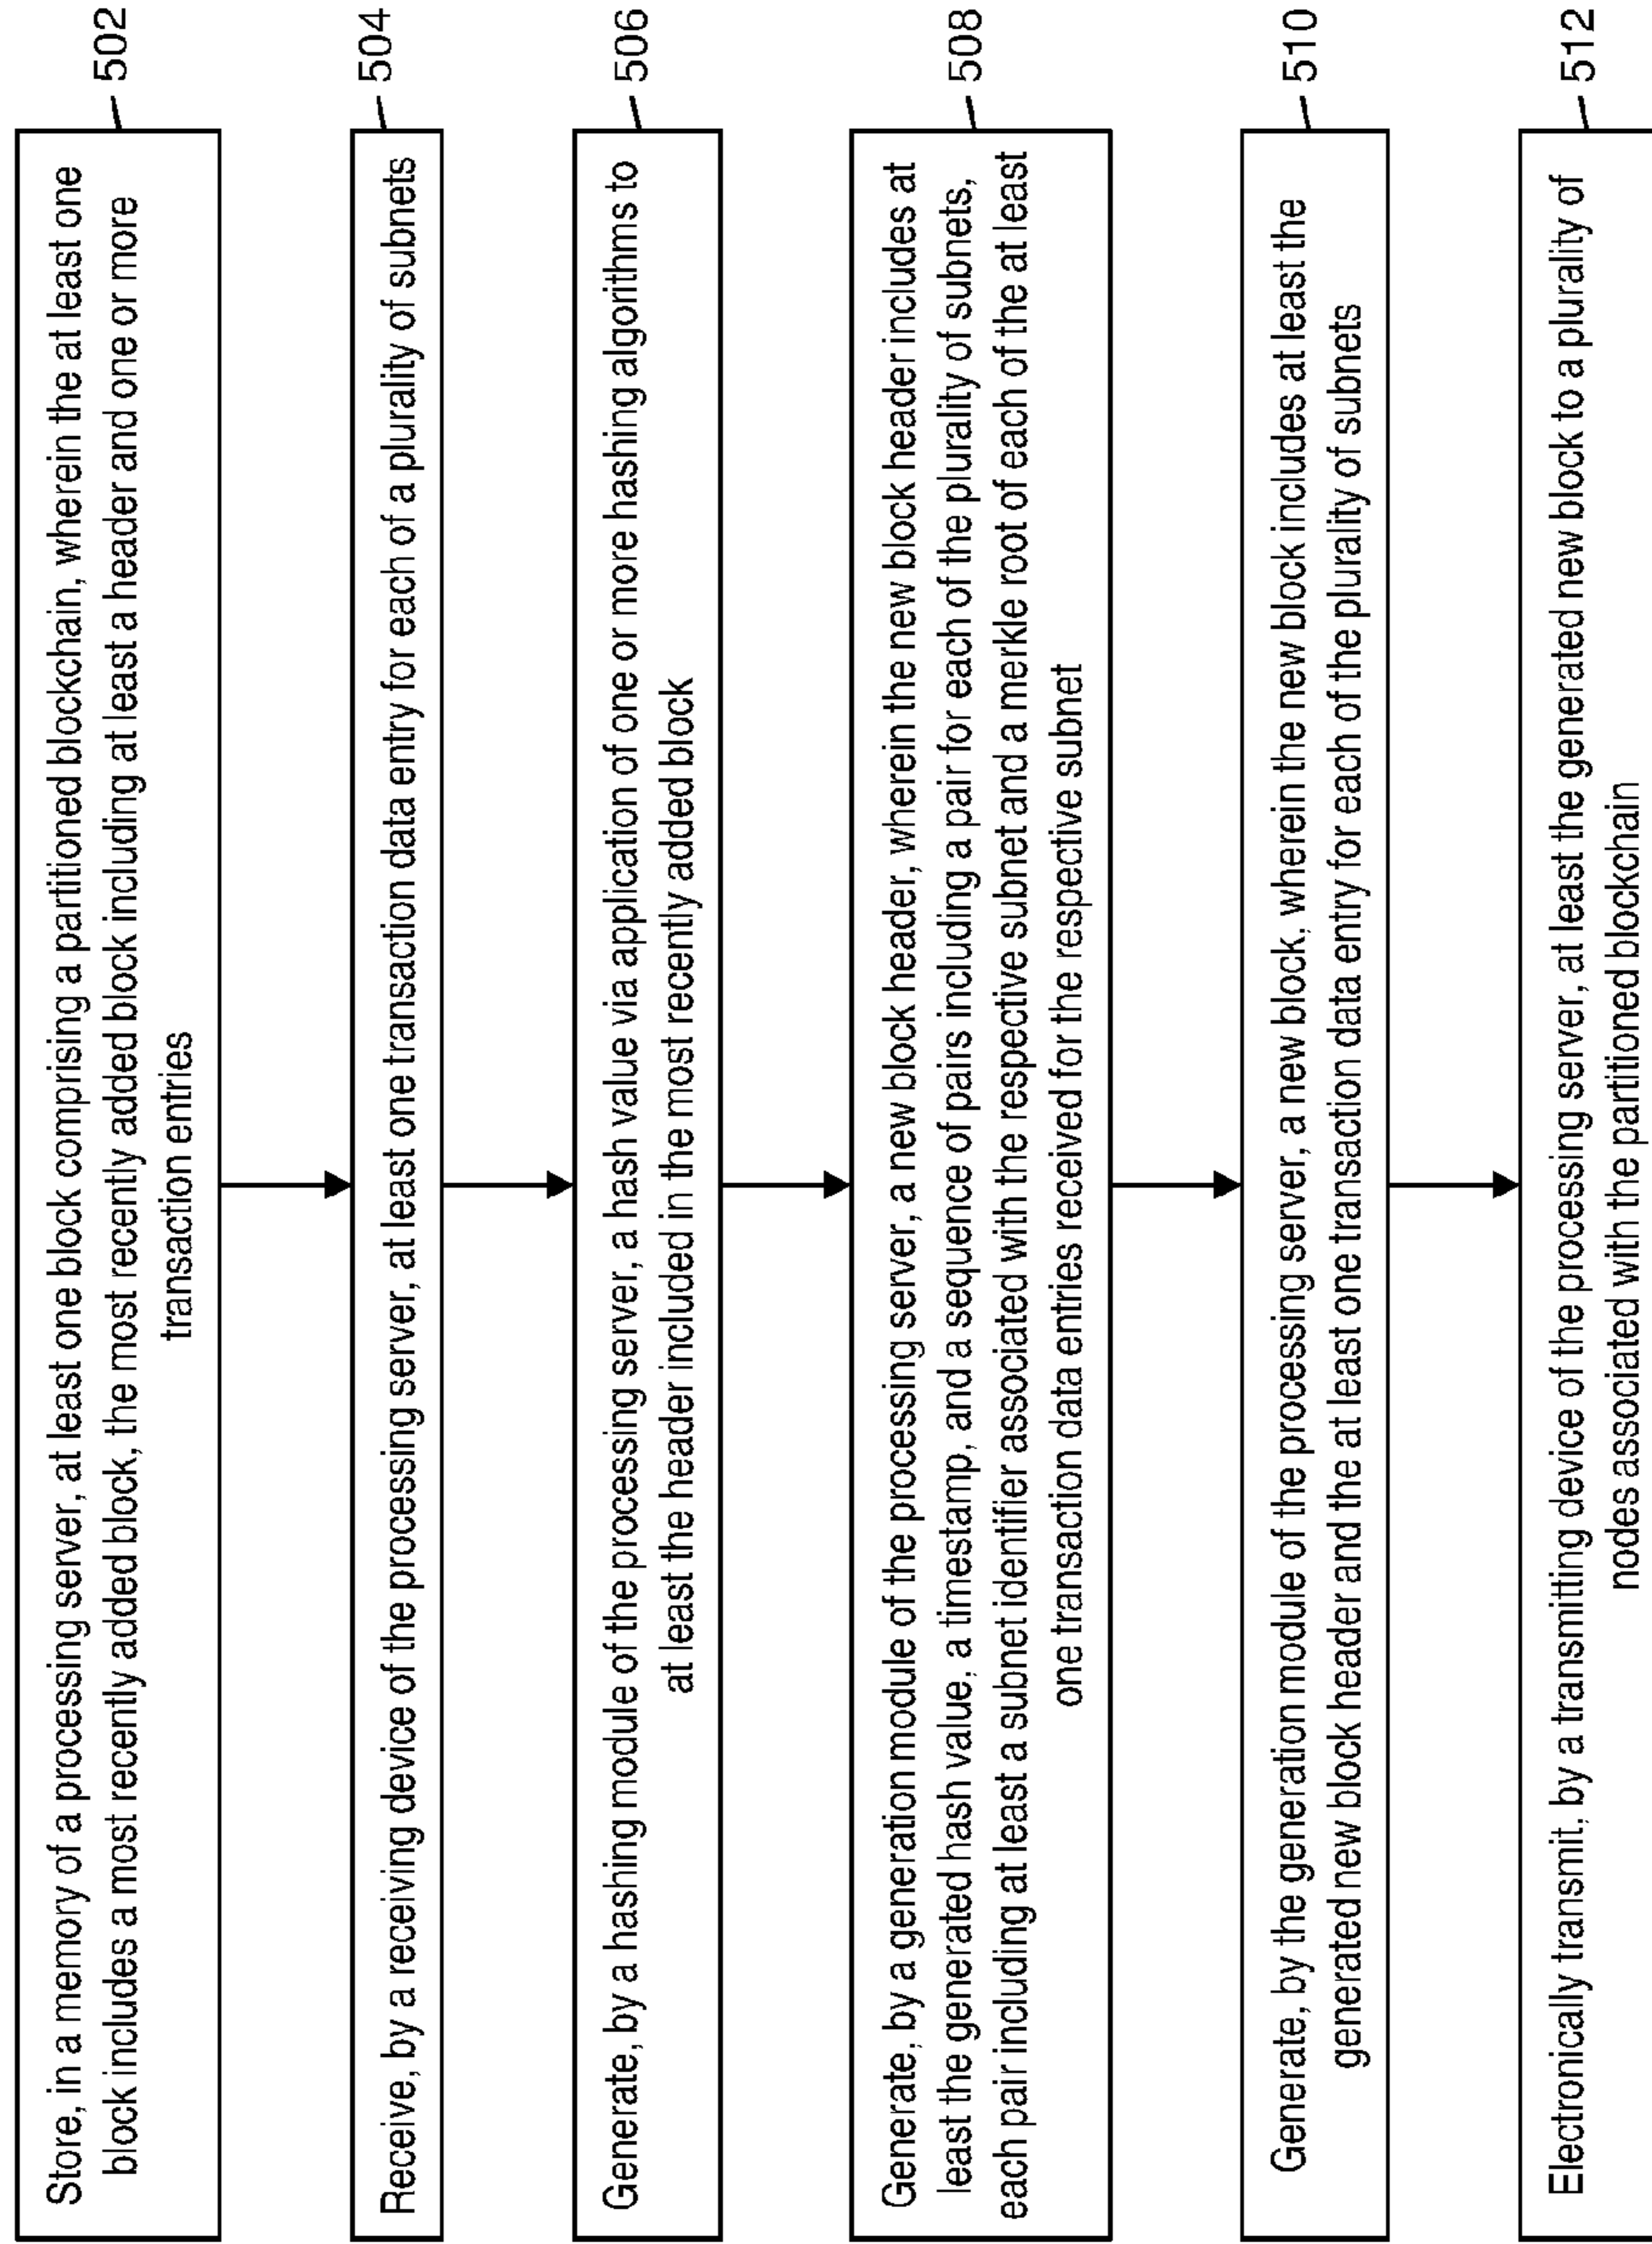 Store, in a memory of a processing server, at least one block comprising a partitioned blockchain, wherein the at least one
block includes a most recently added block, the most recently added block including at least a header and one or more
transaction entries
502
Receive, by a receiving device of the processing server, at least one transaction data entry for each of a plurality of subnets
504
Generate, by a hashing module of the processing server, a hash value via application of one or more hashing algorithms to
at least the header included in the most recently added block
506
Generate, by a generation module of the processing server, a new block header, wherein the new block header includes at
least the generated hash value, a timestamp, and a sequence of pairs including a pair for each of the plurality of subnets,
each pair including at least a subnet identifier associated with the respective subnet and a merkle root of each of the at least
one transaction data entries received for the respective subnet
508
Generate, by the generation module of the processing server, a new block, wherein the new block includes at least the
generated new block header and the at least one transaction data entry for each of the plurality of subnets
510
Electronically transmit, by a transmitting device of the processing server, at least the generated new block to a plurality of
nodes associated with the partitioned blockchain
512